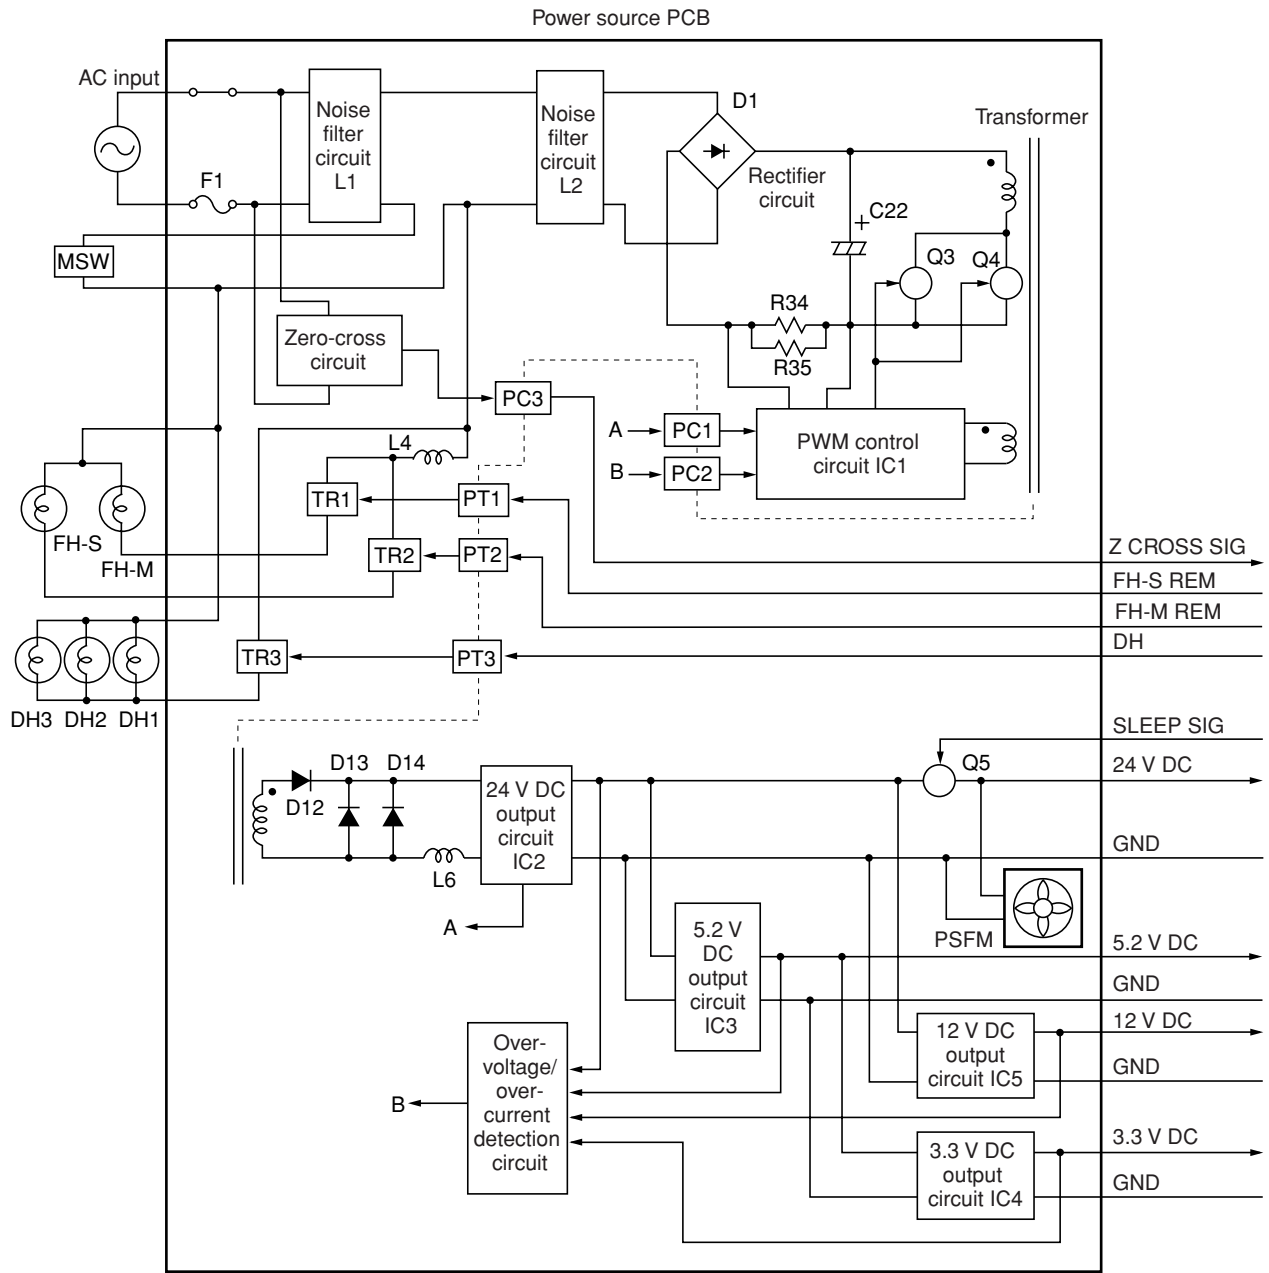 Power source PCB
AC input
Noise
filter
circuit
L1
Noise
filter
circuit
L2
D1
Transformer
F1
Rectifier
circuit
+
C22
MSW
Q3
Q4
R34
R35
Zero-cross
circuit
PC3
A
PC1
B
PC2
PWM control
circuit IC1
L4
TR1
PT1
FH-S
FH-M
TR2
PT2
Z CROSS SIG
FH-S REM
FH-M REM
DH
TR3
PT3
DH3
DH2
DH1
SLEEP SIG
D13
D14
D12
24 V DC
output
circuit
IC2
Q5
24 V DC
L6
GND
A
PSFM
5.2 V
DC
output
circuit
IC3
5.2 V DC
GND
12 V DC
output
circuit IC5
12 V DC
GND
Over-
voltage/
over-
current
detection
circuit
B
3.3 V DC
output
circuit IC4
3.3 V DC
GND